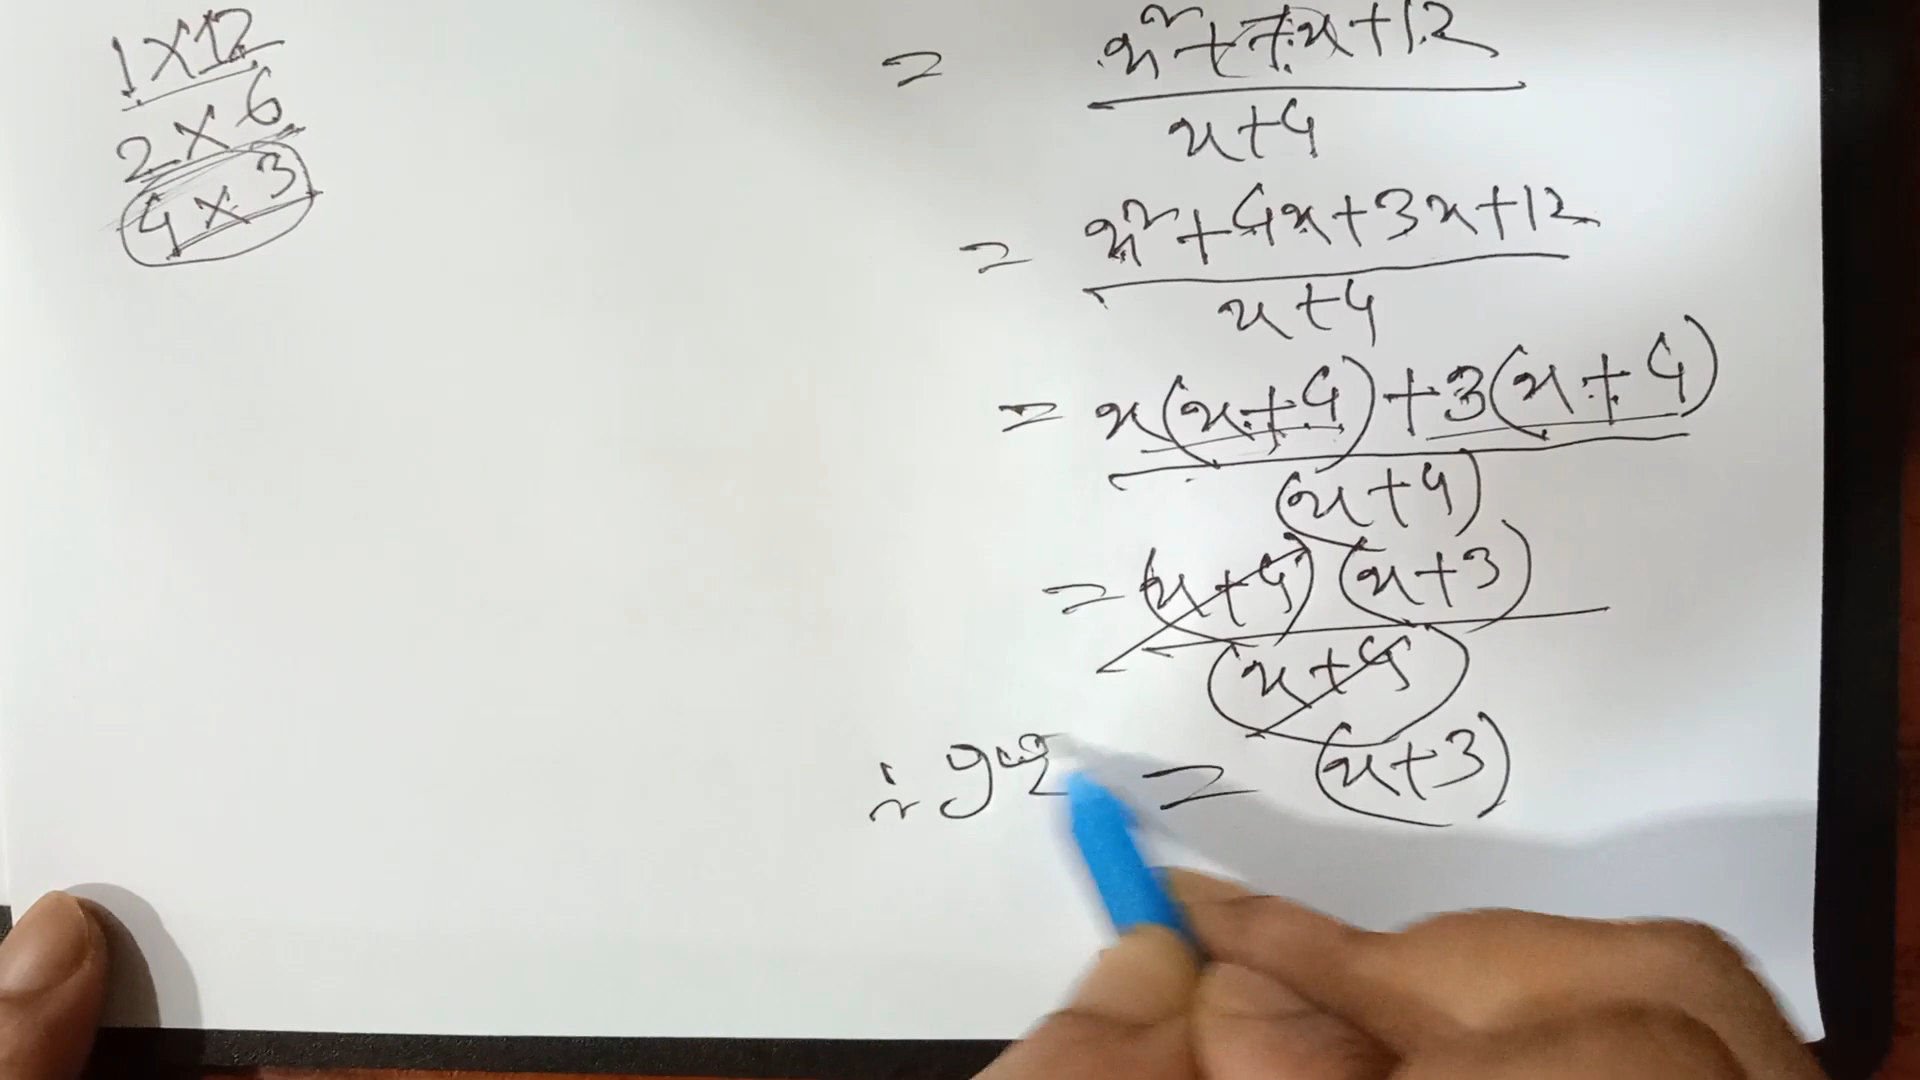 1×12
2×6
4×3
= x²+7x+12
x+4
= x²+4x+3x+12
x+4
= x(x+4)+3(x+4)
(x+4)
= (x+4)(x+3)
(x+4)
∴ = (x+3)